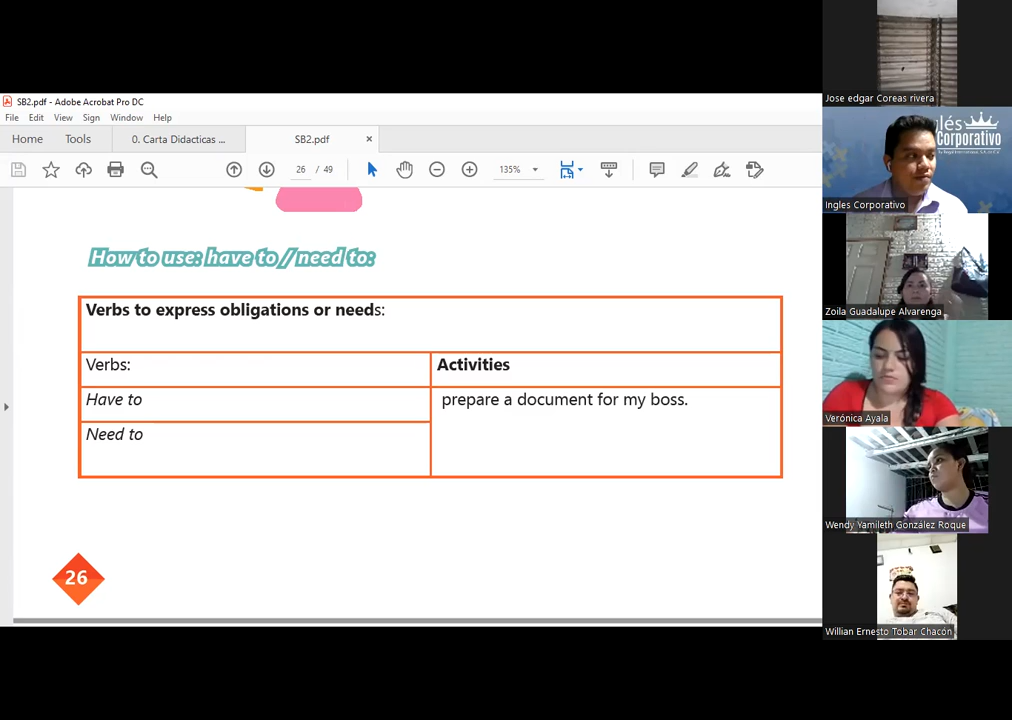 SB2.pdf - Adobe Acrobat Pro DC
File Edit View Sign Window Help
Home Tools 0. Carta Didacticas ... SB2.pdf ×
26 / 49 135%
How to use: have to / need to:
Verbs to express obligations or needs:
Verbs: Activities
Have to prepare a document for my boss.
Need to
26
Jose edgar Coreas rivera
lés
Corporativo
Ingles Corporativo
Zoila Guadalupe Alvarenga
Verónica Ayala
Wendy Yamileth González Roque
Willian Ernesto Tobar Chacón